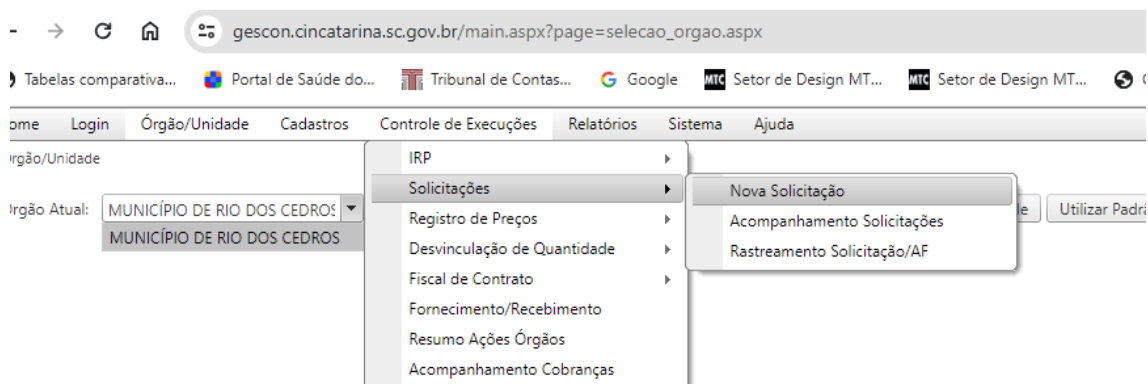 gescon.cincatarina.sc.gov.br/main.aspx?page=selecao_orgao.aspx
Tabelas comparativa... Portal de Saúde do... Tribunal de Contas... G Google MTC Setor de Design MT... MTC Setor de Design MT...
ome Login Órgão/Unidade Cadastros Controle de Execuções Relatórios Sistema Ajuda
rgão/Unidade
IRP
Solicitações
Nova Solicitação
rgão Atual: MUNICÍPIO DE RIO DOS CEDROS
le Utilizar Padrã
MUNICÍPIO DE RIO DOS CEDROS
Registro de Preços
Acompanhamento Solicitações
Desvinculação de Quantidade
Rastreamento Solicitação/AF
Fiscal de Contrato
Fornecimento/Recebimento
Resumo Ações Órgãos
Acompanhamento Cobranças